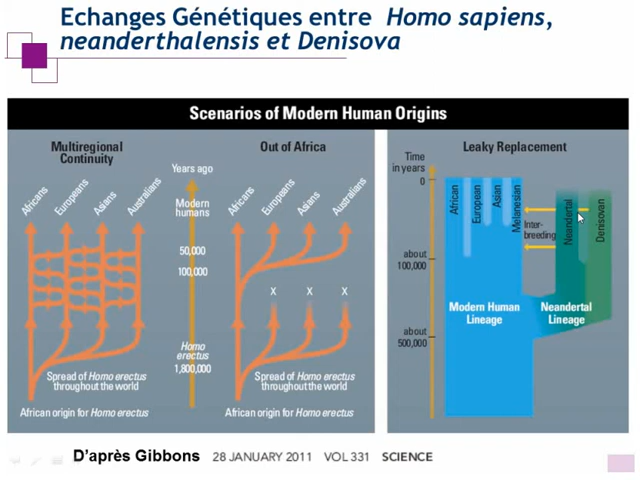 Echanges Génétiques entre Homo sapiens,
neanderthalensis et Denisova
Scenarios of Modern Human Origins
Multiregional
Continuity
Years ago
Out of Africa
Africans
Europeans
Asians
Australians
Modern
humans
50,000
100,000
Homo
erectus
1,800,000
Spread of Homo erectus
throughout the world
African origin for Homo erectus
Africans
Europeans
Asians
Australians
X
X
X
Spread of Homo erectus
throughout the world
African origin for Homo erectus
Leaky Replacement
Time
in years
0
about
100,000
about
500,000
African
European
Asian
Melanesian
Inter-
breeding
Neandertal
Denisovan
Modern Human
Lineage
Neandertal
Lineage
D'après Gibbons 28 JANUARY 2011 VOL 331 SCIENCE